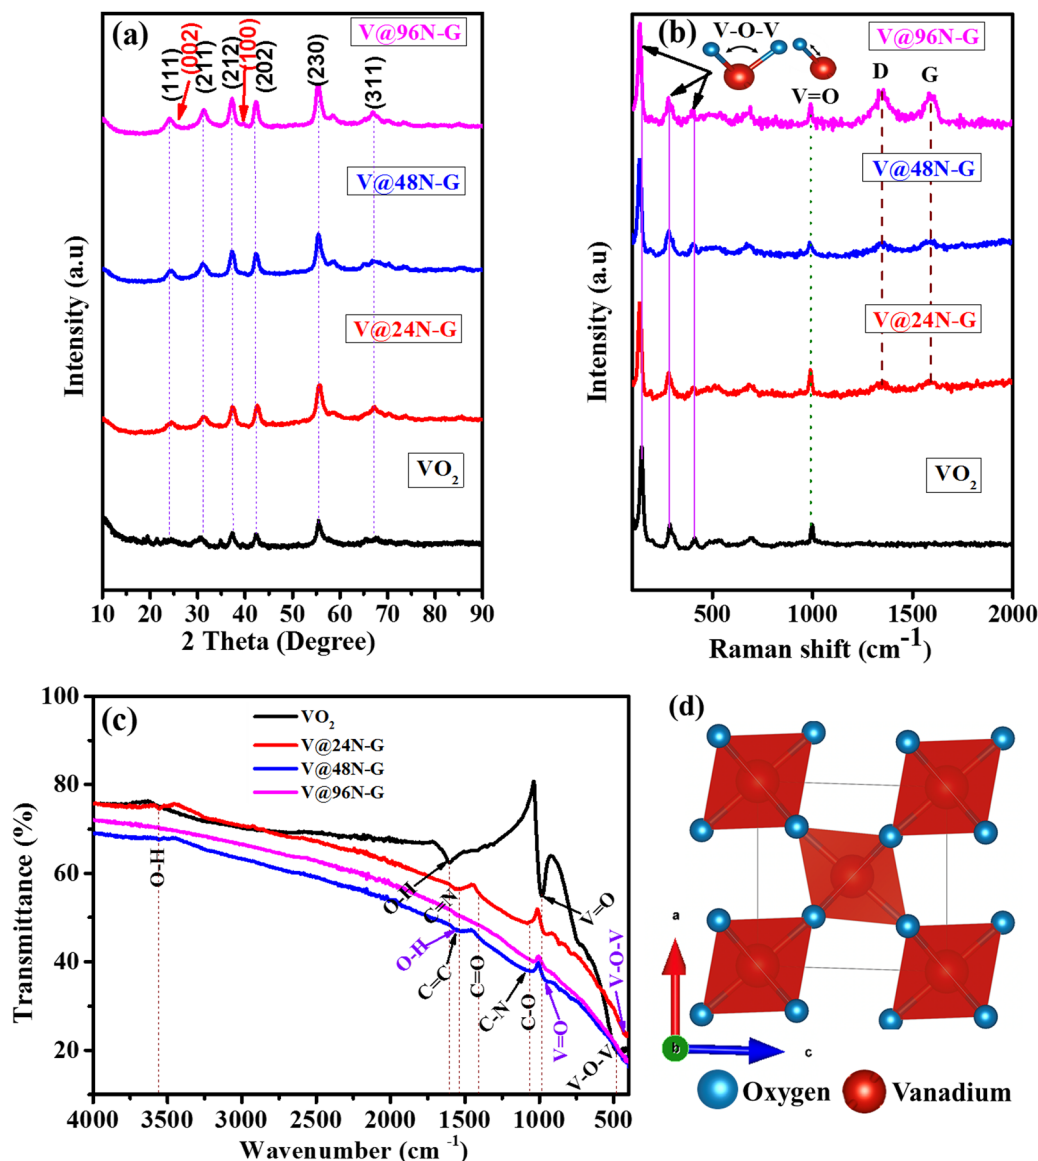 (a)
V@96N-G
(111)
(002)
(211)
(212)
(100)
(202)
(230)
(311)
V@48N-G
V@24N-G
VO2
Intensity (a.u)
10 20 30 40 50 60 70 80 90
2 Theta (Degree)
(b)
V-O-V
V@96N-G
V=O
D
G
V@48N-G
V@24N-G
VO2
Intensity (a.u)
500 1000 1500 2000
Raman shift (cm-1)
(c)
VO2
V@24N-G
V@48N-G
V@96N-G
100
80
60
40
20
Transmittance (%)
O-H
O-H
C=N
O-H
C=C
C=O
C-N
C-O
V=O
V=O
V-O-V
V-O-V
4000 3500 3000 2500 2000 1500 1000 500
Wavenumber (cm -1)
(d)
a
b
c
Oxygen
Vanadium